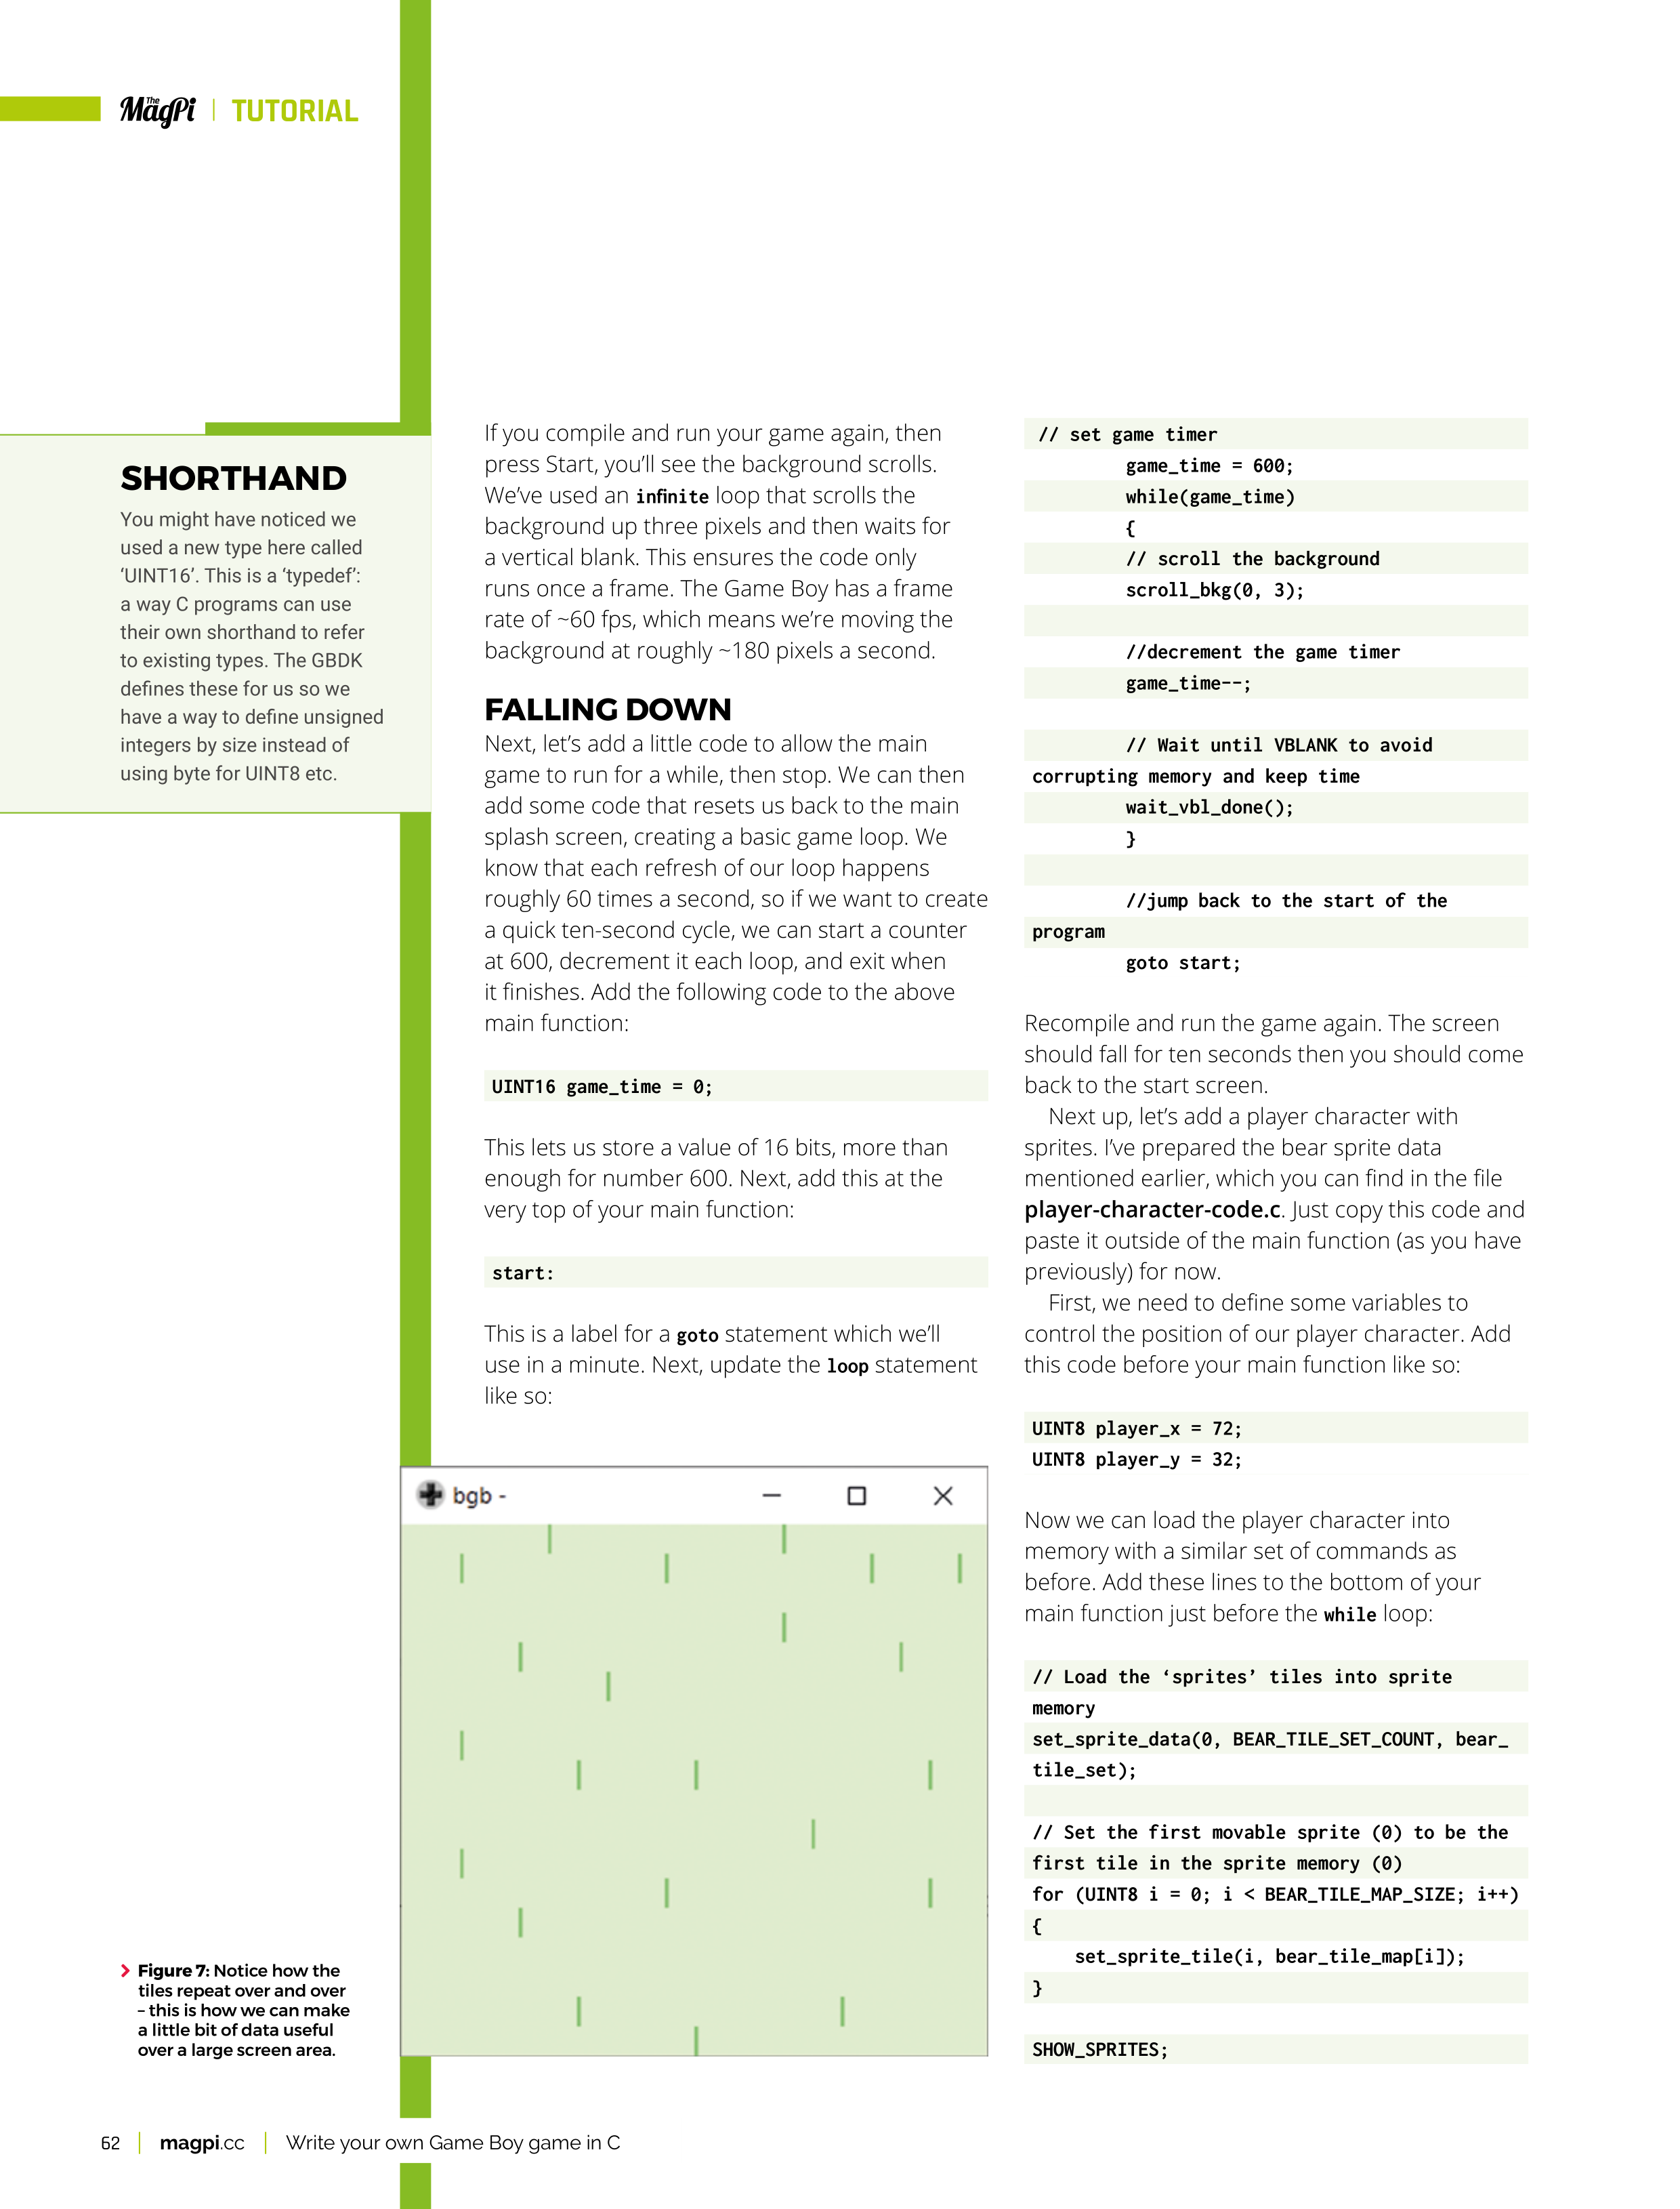 The MagPi | TUTORIAL
SHORTHAND
You might have noticed we
used a new type here called
‘UINT16’. This is a ‘typedef’:
a way C programs can use
their own shorthand to refer
to existing types. The GBDK
defines these for us so we
have a way to define unsigned
integers by size instead of
using byte for UINT8 etc.
If you compile and run your game again, then
press Start, you’ll see the background scrolls.
We’ve used an infinite loop that scrolls the
background up three pixels and then waits for
a vertical blank. This ensures the code only
runs once a frame. The Game Boy has a frame
rate of ~60 fps, which means we’re moving the
background at roughly ~180 pixels a second.
FALLING DOWN
Next, let’s add a little code to allow the main
game to run for a while, then stop. We can then
add some code that resets us back to the main
splash screen, creating a basic game loop. We
know that each refresh of our loop happens
roughly 60 times a second, so if we want to create
a quick ten-second cycle, we can start a counter
at 600, decrement it each loop, and exit when
it finishes. Add the following code to the above
main function:
UINT16 game_time = 0;
This lets us store a value of 16 bits, more than
enough for number 600. Next, add this at the
very top of your main function:
start:
This is a label for a goto statement which we’ll
use in a minute. Next, update the loop statement
like so:
bgb -
Figure 7: Notice how the
tiles repeat over and over
– this is how we can make
a little bit of data useful
over a large screen area.
// set game timer
game_time = 600;
while(game_time)
{
// scroll the background
scroll_bkg(0, 3);
//decrement the game timer
game_time--;
// Wait until VBLANK to avoid
corrupting memory and keep time
wait_vbl_done();
}
//jump back to the start of the
program
goto start;
Recompile and run the game again. The screen
should fall for ten seconds then you should come
back to the start screen.
Next up, let’s add a player character with
sprites. I’ve prepared the bear sprite data
mentioned earlier, which you can find in the file
player-character-code.c. Just copy this code and
paste it outside of the main function (as you have
previously) for now.
First, we need to define some variables to
control the position of our player character. Add
this code before your main function like so:
UINT8 player_x = 72;
UINT8 player_y = 32;
Now we can load the player character into
memory with a similar set of commands as
before. Add these lines to the bottom of your
main function just before the while loop:
// Load the ‘sprites’ tiles into sprite
memory
set_sprite_data(0, BEAR_TILE_SET_COUNT, bear_
tile_set);
// Set the first movable sprite (0) to be the
first tile in the sprite memory (0)
for (UINT8 i = 0; i < BEAR_TILE_MAP_SIZE; i++)
{
set_sprite_tile(i, bear_tile_map[i]);
}
SHOW_SPRITES;
62 | magpi.cc | Write your own Game Boy game in C